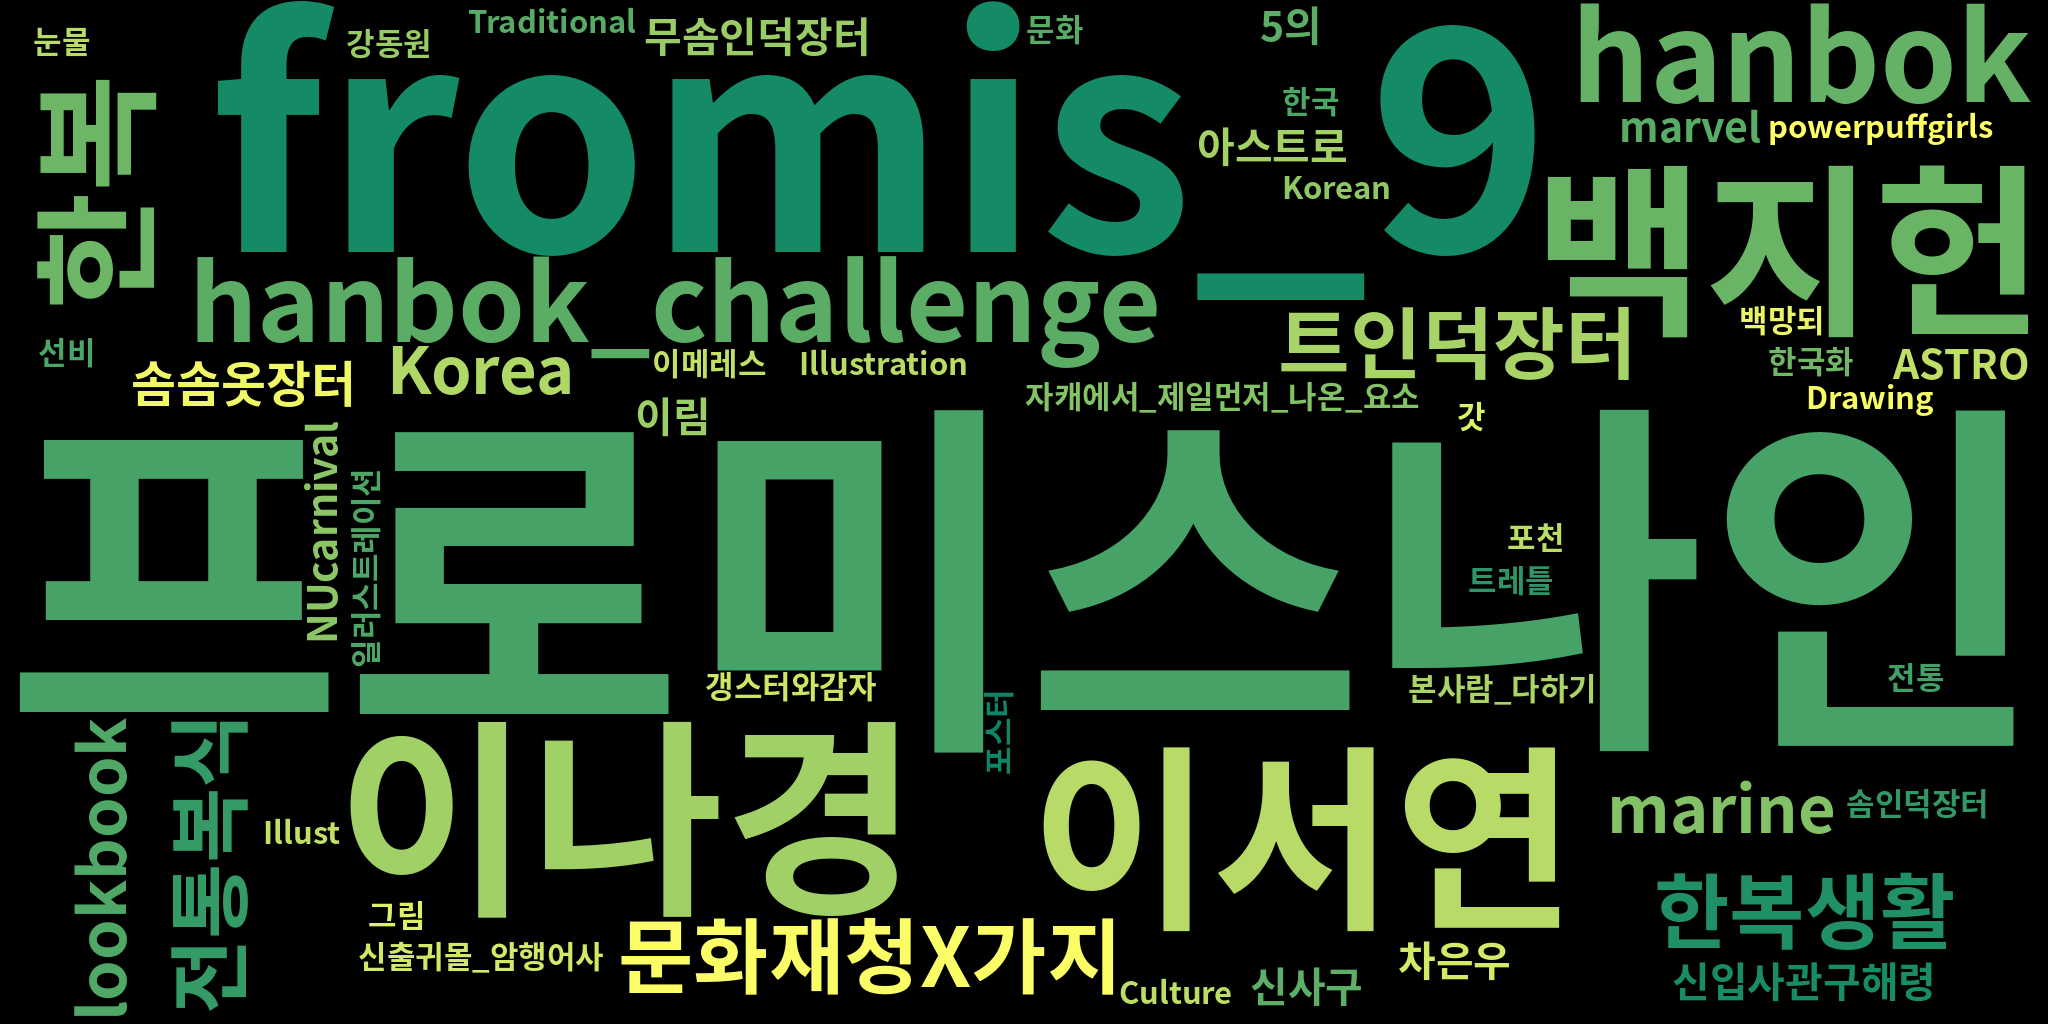 fromis_9
hanbok
눈물
강동원
Traditional
무솜인덕장터
문화
5의
한국
아스트로
Korean
marvel
powerpuffgirls
한복
백지헌
hanbok_challenge
트인덕장터
백망되
한국화
ASTRO
Drawing
선비
솜솜옷장터
Korea
이메레스
Illustration
이림
자캐에서_제일먼저_나온_요소
갓
프로미스나인
NUcarnival
일러스트레이션
포천
트레틀
갱스터와감자
본사람_다하기
전통
포스터
lookbook
전통복식
Illust
이나경
이서연
marine
솜인덕장터
그림
신출귀몰_암행어사
문화재청X가지
Culture
신사구
차은우
한복생활
신입사관구해령